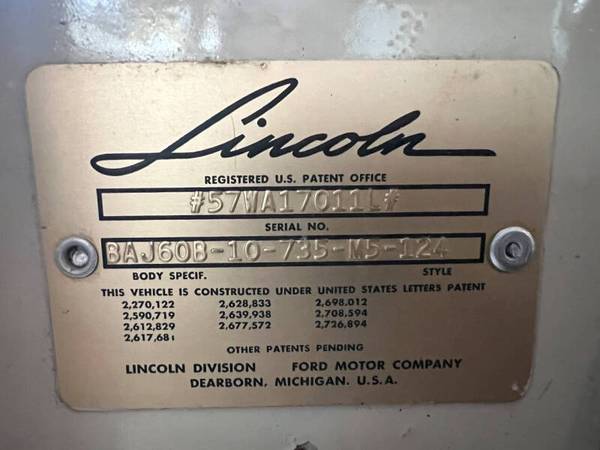 Lincoln
REGISTERED U.S. PATENT OFFICE
#57WA17011L#
SERIAL NO.
BAJ60B-10-735-M5-124
BODY SPECIF. STYLE
THIS VEHICLE IS CONSTRUCTED UNDER UNITED STATES LETTERS PATENT
2,270,122 2,628,833 2,698,012
2,590,719 2,639,938 2,708,594
2,612,829 2,677,572 2,726,894
2,617,681
OTHER PATENTS PENDING
LINCOLN DIVISION FORD MOTOR COMPANY
DEARBORN, MICHIGAN. U.S.A.